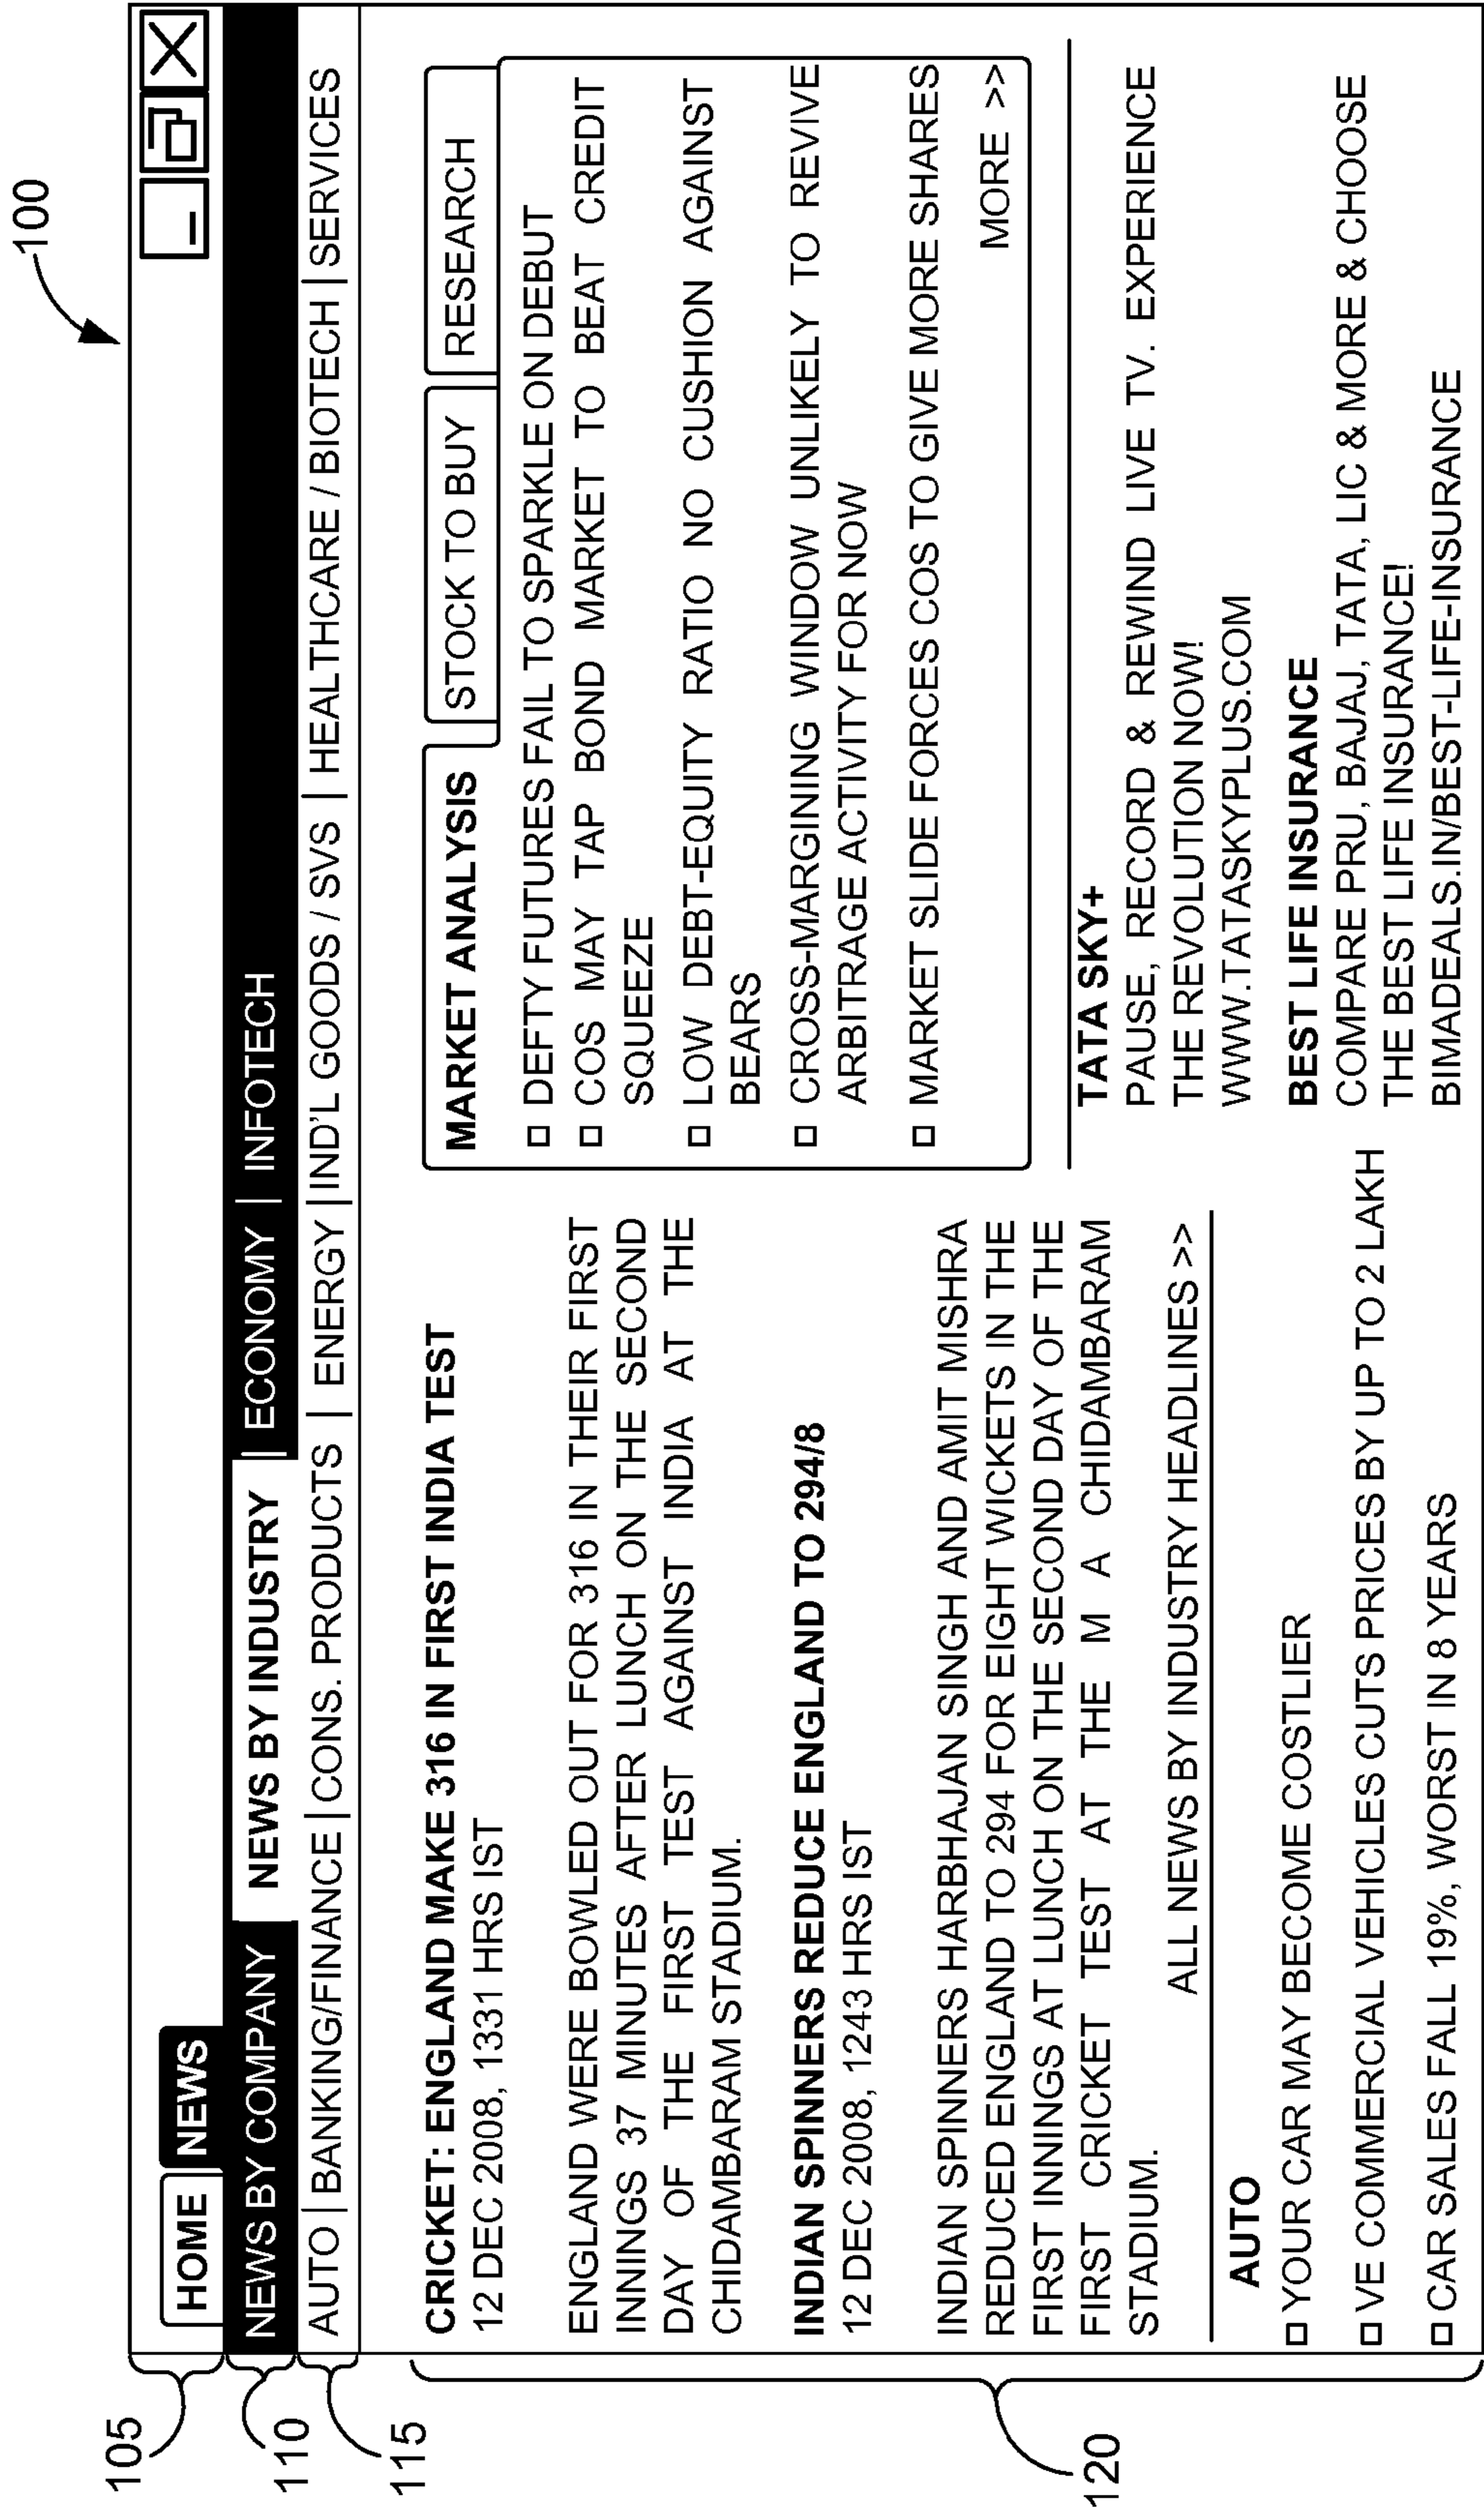 100
105
HOME NEWS
110
NEWS BY COMPANY NEWS BY INDUSTRY | ECONOMY | INFOTECH
115
AUTO | BANKING/FINANCE | CONS. PRODUCTS | ENERGY | IND'L GOODS / SVS | HEALTHCARE / BIOTECH | SERVICES
120
CRICKET: ENGLAND MAKE 316 IN FIRST INDIA TEST
12 DEC 2008, 1331 HRS IST
ENGLAND WERE BOWLED OUT FOR 316 IN THEIR FIRST
INNINGS 37 MINUTES AFTER LUNCH ON THE SECOND
DAY OF THE FIRST TEST AGAINST INDIA AT THE
CHIDAMBARAM STADIUM.
INDIAN SPINNERS REDUCE ENGLAND TO 294/8
12 DEC 2008, 1243 HRS IST
INDIAN SPINNERS HARBHAJAN SINGH AND AMIT MISHRA
REDUCED ENGLAND TO 294 FOR EIGHT WICKETS IN THE
FIRST INNINGS AT LUNCH ON THE SECOND DAY OF THE
FIRST CRICKET TEST AT THE M A CHIDAMBARAM
STADIUM.
ALL NEWS BY INDUSTRY HEADLINES >>
AUTO
YOUR CAR MAY BECOME COSTLIER
VE COMMERCIAL VEHICLES CUTS PRICES BY UP TO 2 LAKH
CAR SALES FALL 19%, WORST IN 8 YEARS
MARKET ANALYSIS STOCK TO BUY RESEARCH
DEFTY FUTURES FAIL TO SPARKLE ON DEBUT
COS MAY TAP BOND MARKET TO BEAT CREDIT
SQUEEZE
LOW DEBT-EQUITY RATIO NO CUSHION AGAINST
BEARS
CROSS-MARGINING WINDOW UNLIKELY TO REVIVE
ARBITRAGE ACTIVITY FOR NOW
MARKET SLIDE FORCES COS TO GIVE MORE SHARES
MORE >>
TATA SKY+
PAUSE, RECORD & REWIND LIVE TV. EXPERIENCE
THE REVOLUTION NOW!
WWW.TATASKYPLUS.COM
BEST LIFE INSURANCE
COMPARE PRU, BAJAJ, TATA, LIC & MORE & CHOOSE
THE BEST LIFE INSURANCE!
BIMADEALS.IN/BEST-LIFE-INSURANCE